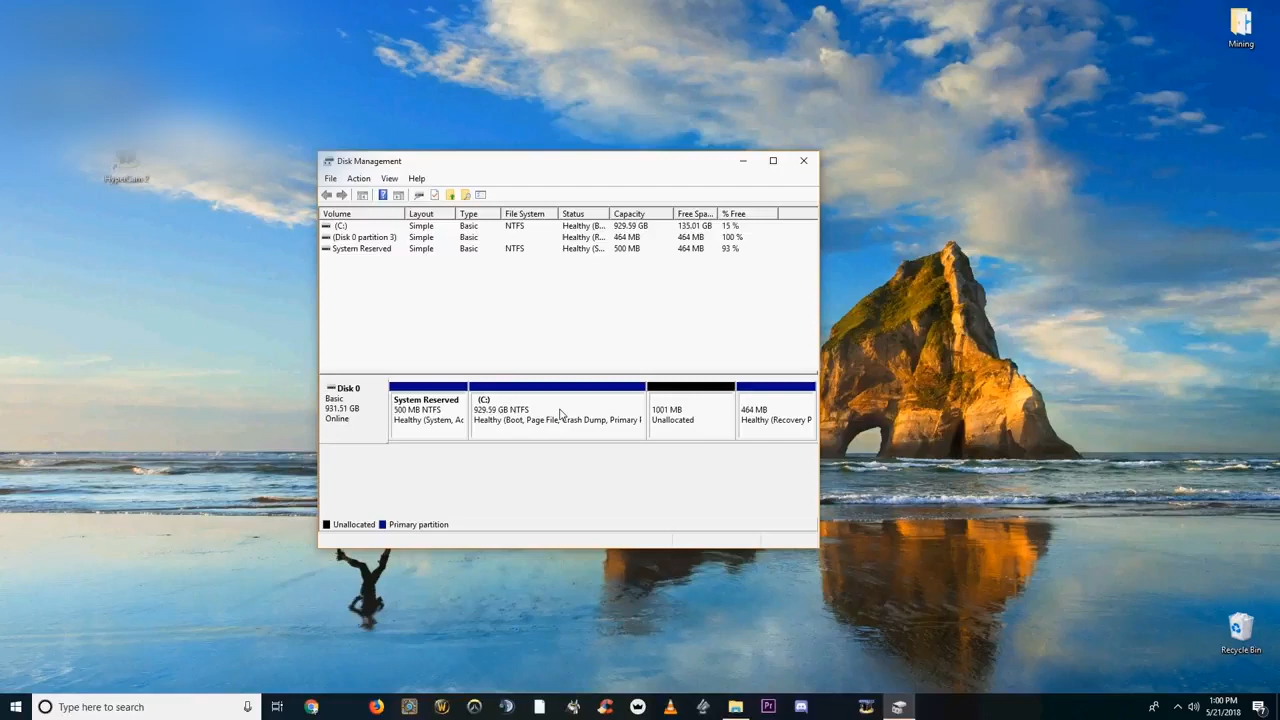 Mining
HyperCam 2
Disk Management
File Action View Help
Volume Layout Type File System Status Capacity Free Spa... % Free
(C:) Simple Basic NTFS Healthy (B... 929.59 GB 135.01 GB 15 %
(Disk 0 partition 3) Simple Basic Healthy (R... 464 MB 464 MB 100 %
System Reserved Simple Basic NTFS Healthy (S... 500 MB 464 MB 93 %
Disk 0
Basic
931.51 GB
Online
System Reserved
500 MB NTFS
Healthy (System, Ac
(C:)
929.59 GB NTFS
Healthy (Boot, Page File, Crash Dump, Primary
1001 MB
Unallocated
464 MB
Healthy (Recovery P
Unallocated Primary partition
Recycle Bin
Type here to search
1:00 PM
5/21/2018